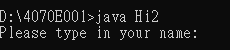 D:\4070E001>java Hi2
Please type in your name: